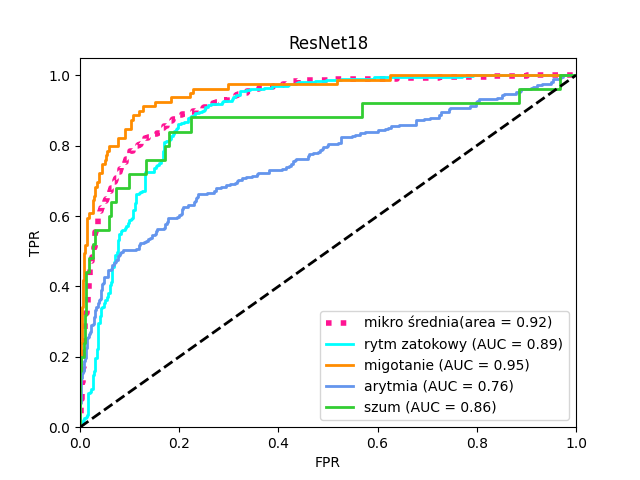 ResNet18
1.0
0.8
0.6
0.4
0.2
0.0
TPR
mikro średnia(area = 0.92)
rytm zatokowy (AUC = 0.89)
migotanie (AUC = 0.95)
arytmia (AUC = 0.76)
szum (AUC = 0.86)
0.0 0.2 0.4 0.6 0.8 1.0
FPR